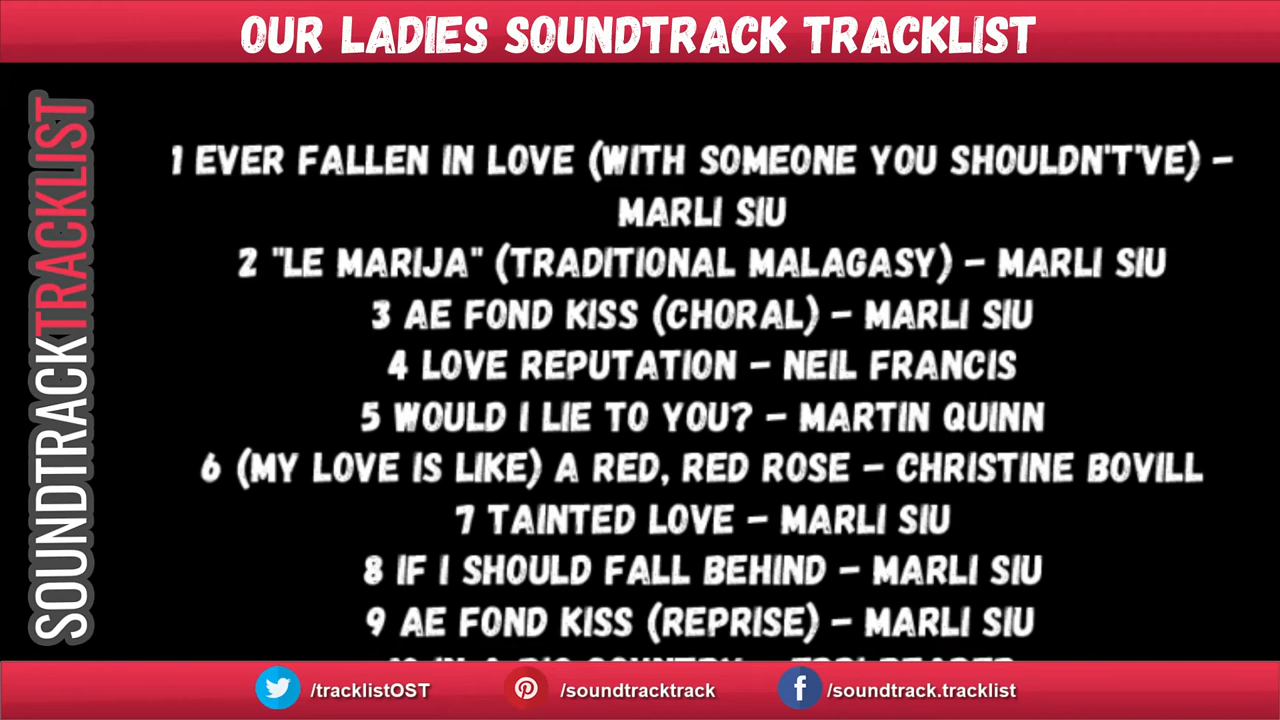 OUR LADIES SOUNDTRACK TRACKLIST
SOUNDTRACKTRACKLIST
1 EVER FALLEN IN LOVE (WITH SOMEONE YOU SHOULDN'T'VE) –
MARLI SIU
2 "LE MARIJA" (TRADITIONAL MALAGASY) – MARLI SIU
3 AE FOND KISS (CHORAL) – MARLI SIU
4 LOVE REPUTATION – NEIL FRANCIS
5 WOULD I LIE TO YOU? – MARTIN QUINN
6 (MY LOVE IS LIKE) A RED, RED ROSE – CHRISTINE BOVILL
7 TAINTED LOVE – MARLI SIU
8 IF I SHOULD FALL BEHIND – MARLI SIU
9 AE FOND KISS (REPRISE) – MARLI SIU
/tracklistOST /soundtracktrack /soundtrack.tracklist